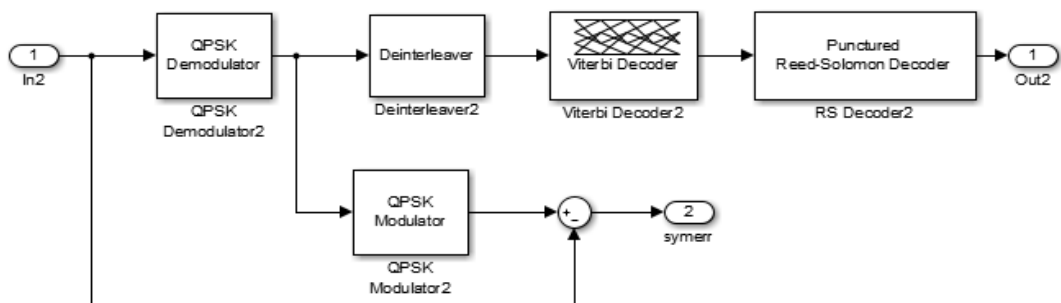 1
In2
QPSK
Demodulator
QPSK
Demodulator2
Deinterleaver
Deinterleaver2
Viterbi Decoder
Viterbi Decoder2
Punctured
Reed-Solomon Decoder
RS Decoder2
1
Out2
QPSK
Modulator
QPSK
Modulator2
+
−
2
symerr